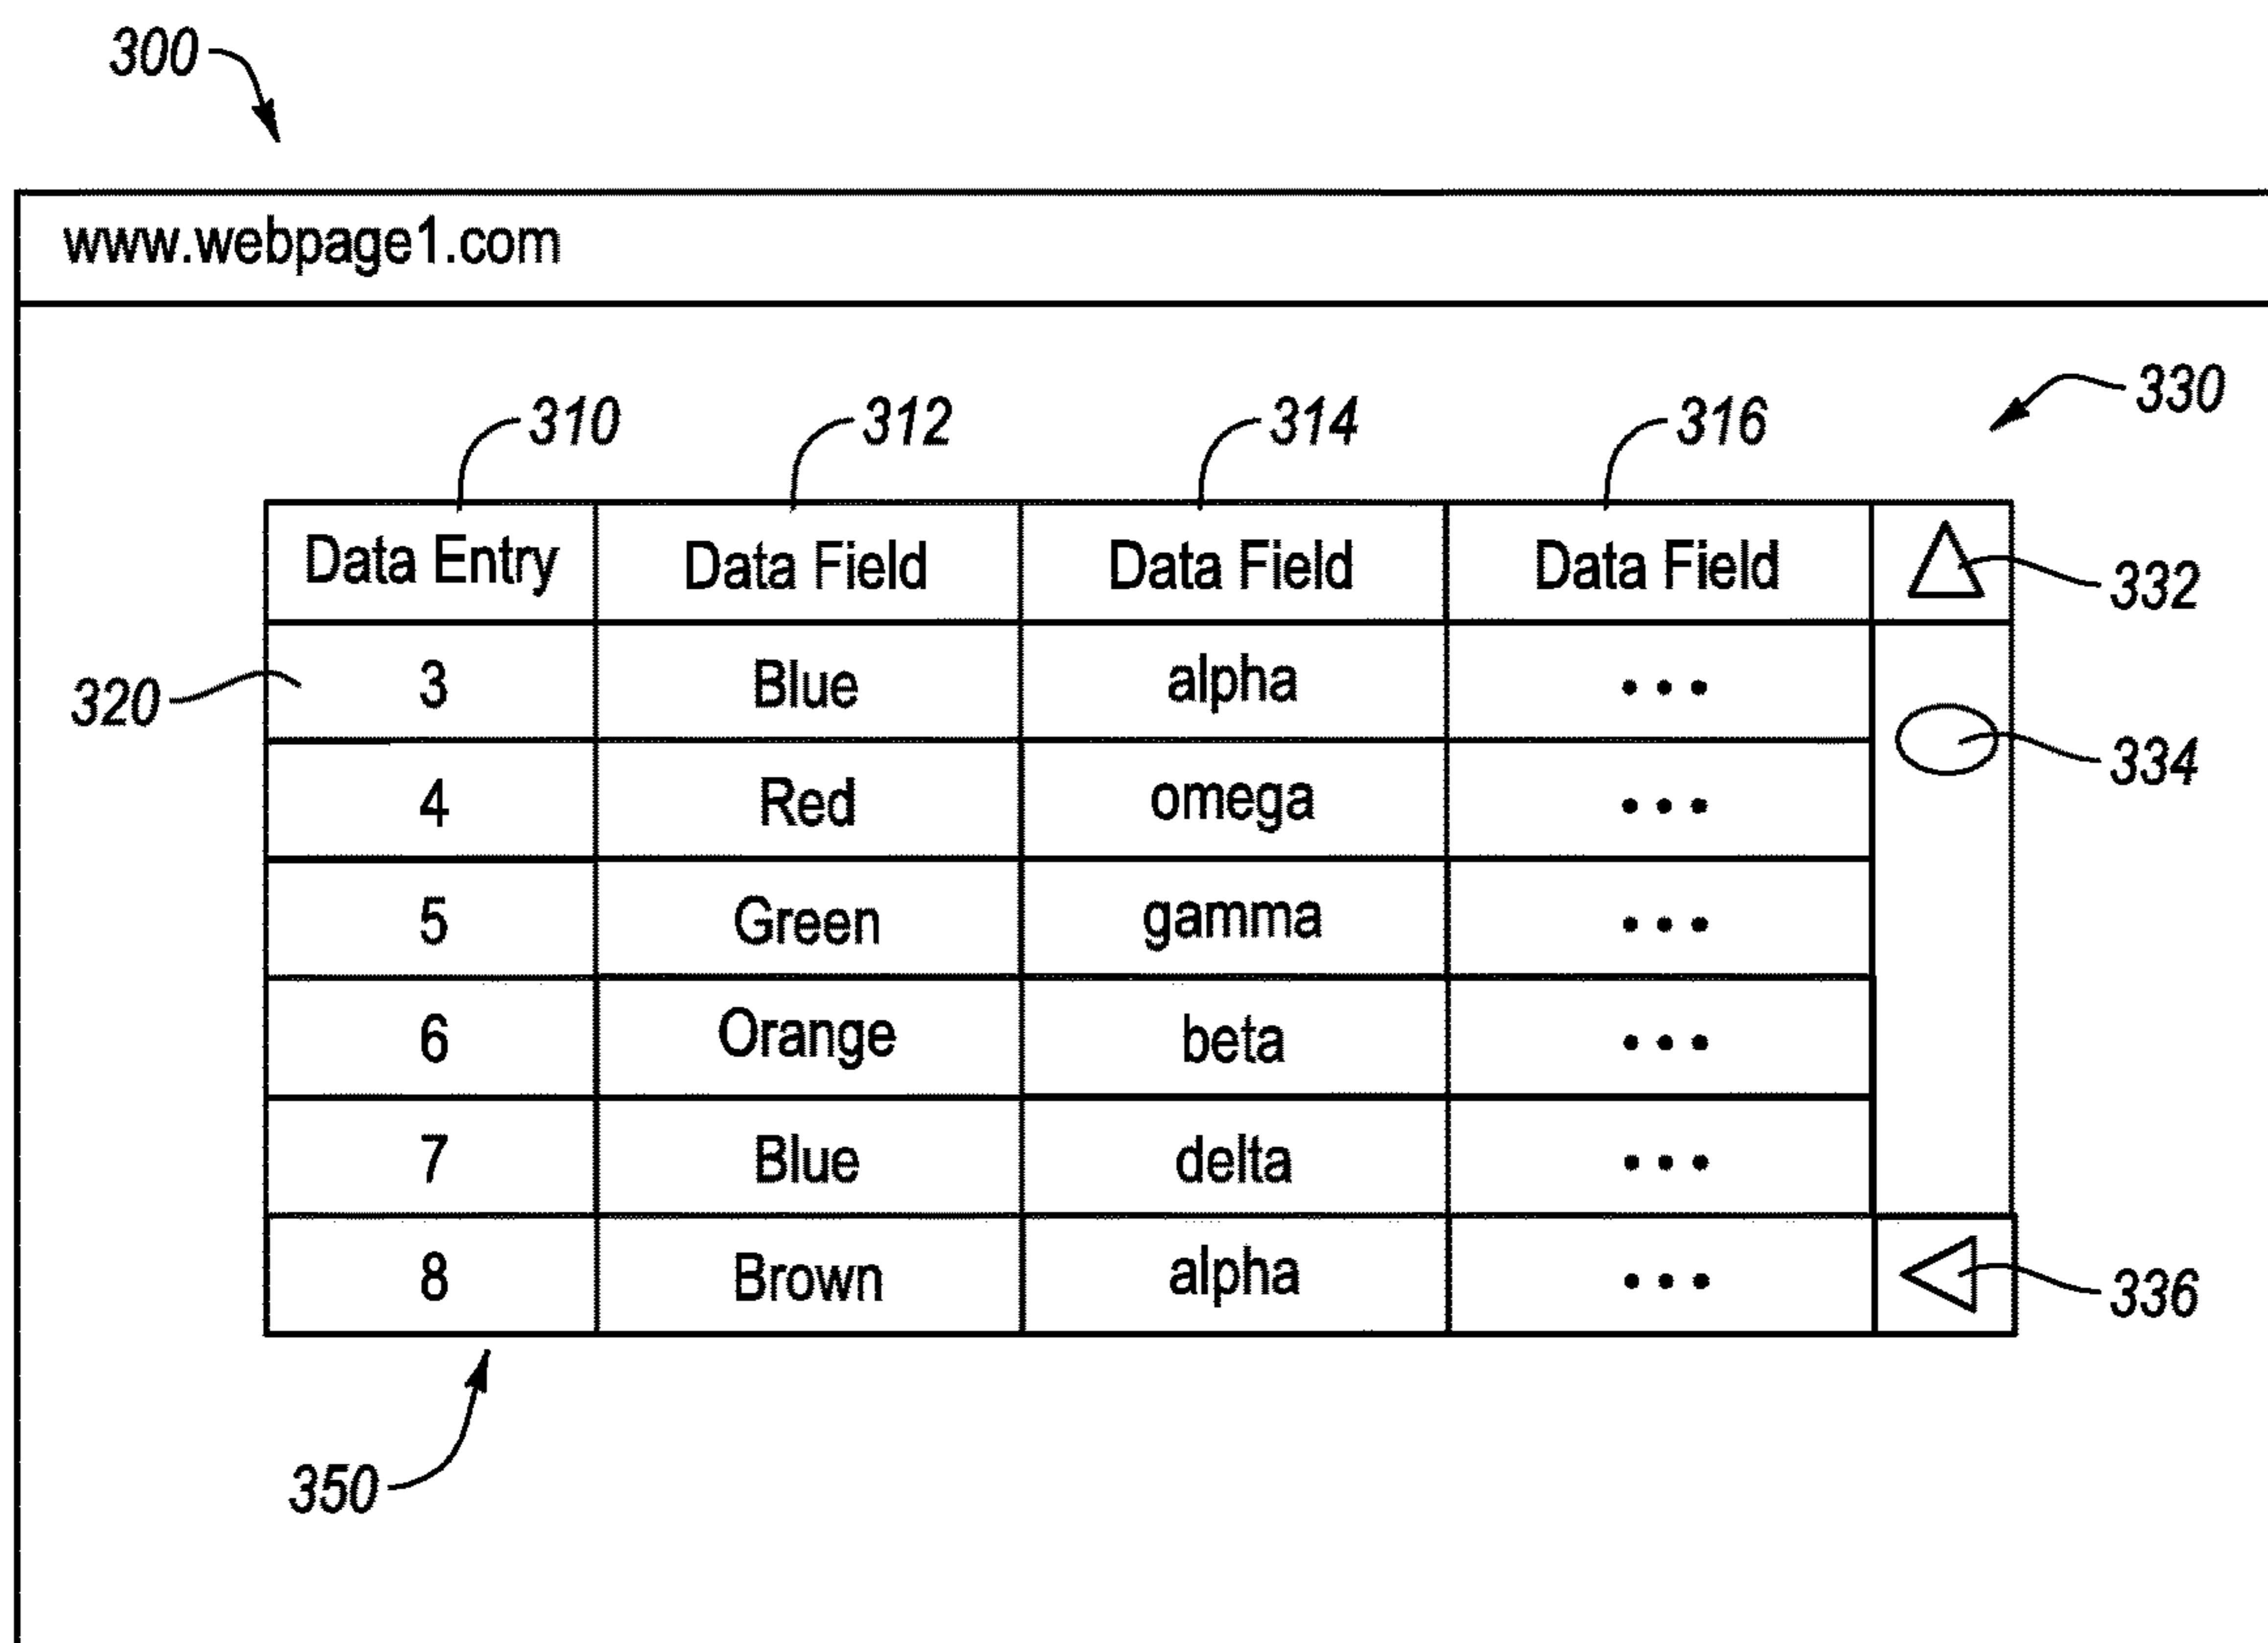 300
www.webpage1.com
330
310 312 314 316
Data Entry Data Field Data Field Data Field
332
320 3 Blue alpha •••
334
4 Red omega •••
5 Green gamma •••
6 Orange beta •••
7 Blue delta •••
8 Brown alpha •••
336
350